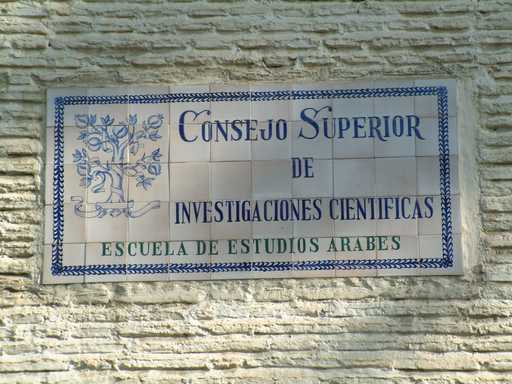 CONSEJO SUPERIOR
DE
INVESTIGACIONES CIENTIFICAS
ESCUELA DE ESTUDIOS ARABES